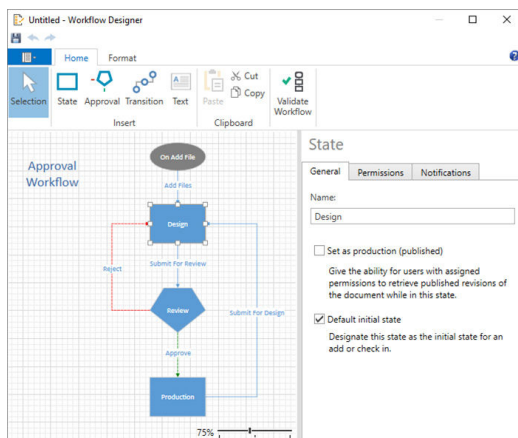 Untitled - Workflow Designer
Home
Format
Selection
State
Approval
Transition
Text
Paste
Cut
Copy
Validate
Workflow
Insert
Clipboard
Approval
Workflow
On Add File
Add Files
Design
Submit For Review
Reject
Review
Submit For Design
Approve
Production
75%
State
General
Permissions
Notifications
Name:
Design
Set as production (published)
Give the ability for users with assigned
permissions to retrieve published revisions of
the document while in this state.
Default initial state
Designate this state as the initial state for an
add or check in.